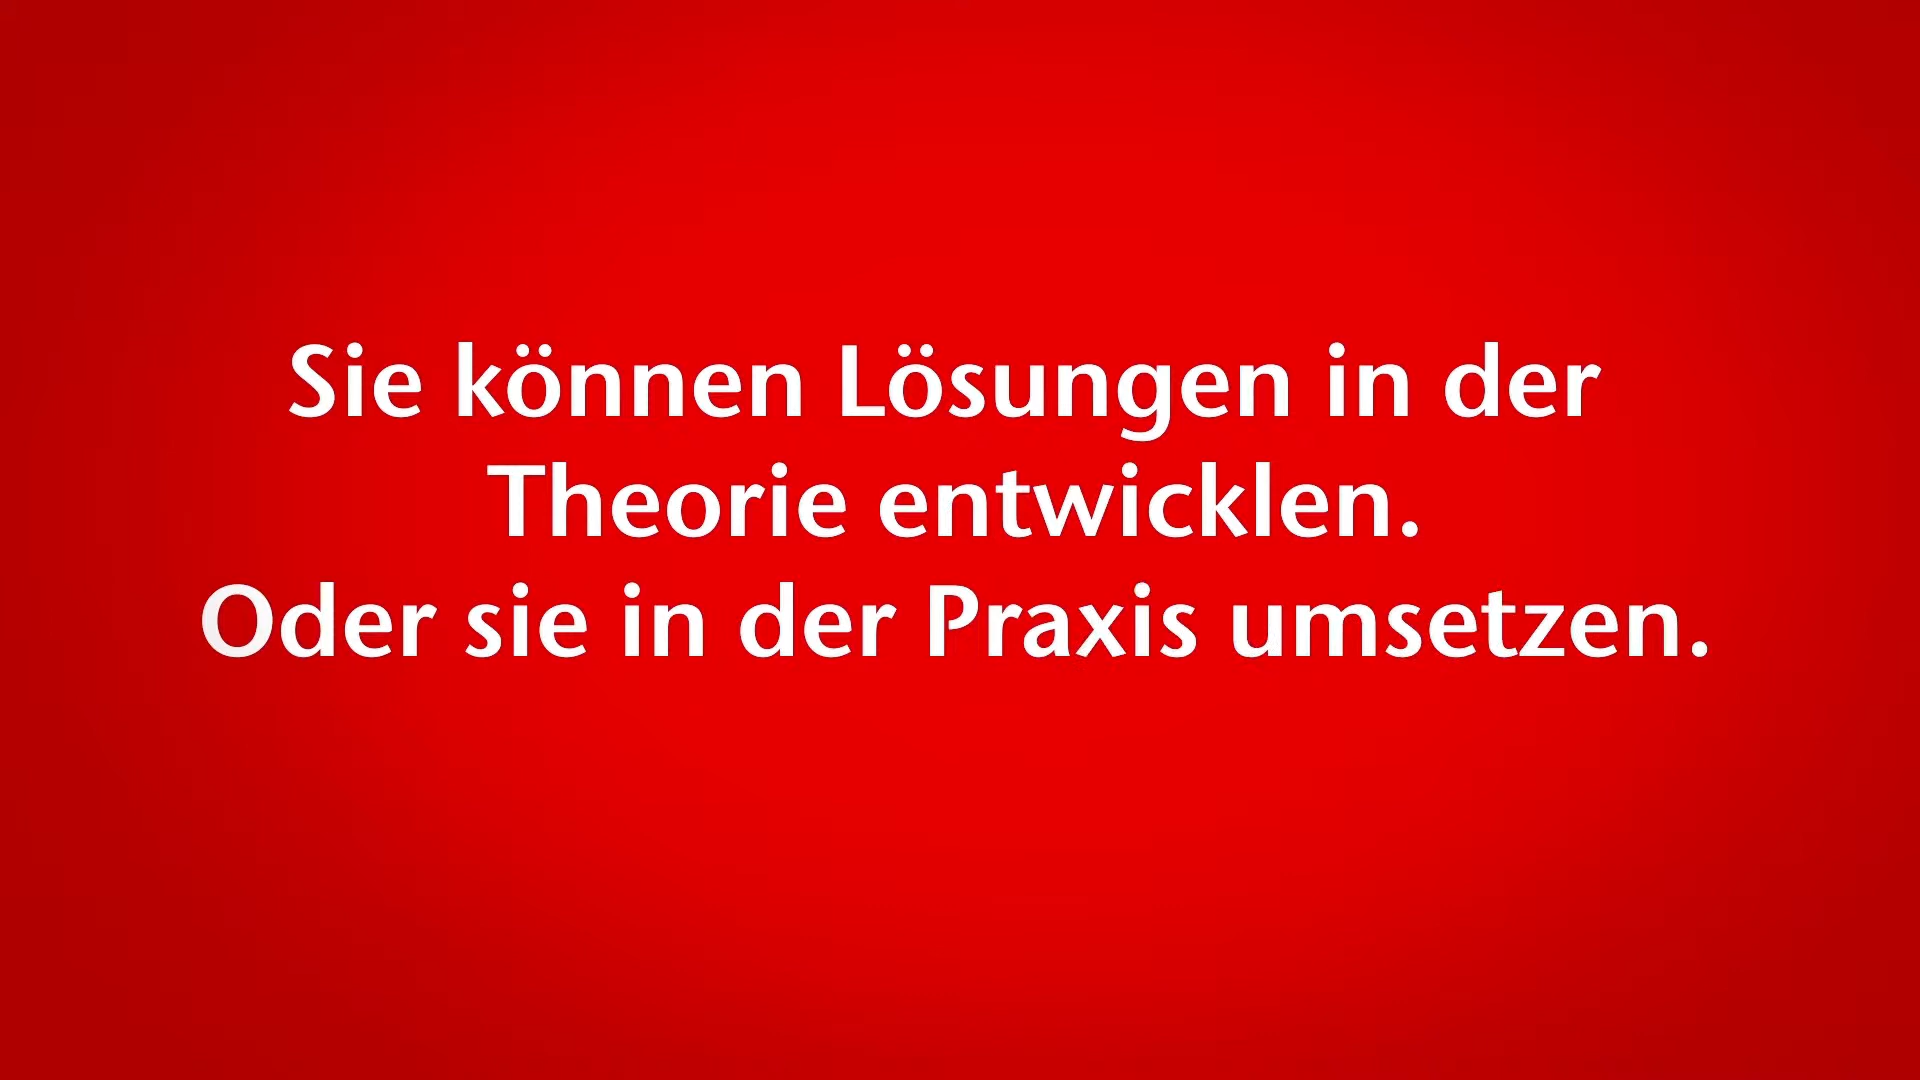 Sie können Lösungen in der
Theorie entwicklen.
Oder sie in der Praxis umsetzen.